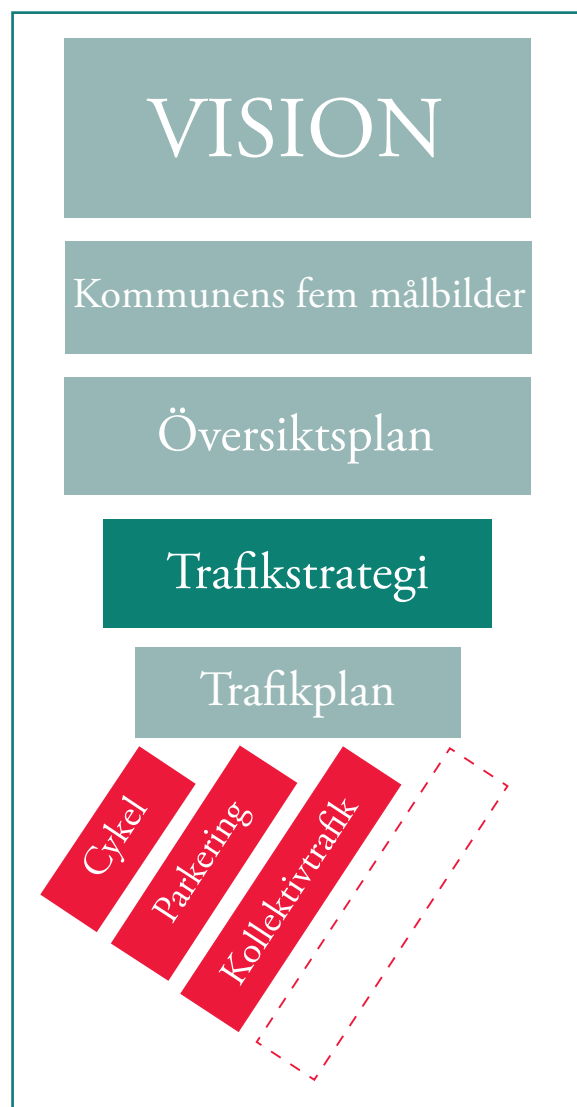 VISION
Kommunens fem målbilder
Översiktsplan
Trafikstrategi
Trafikplan
Cykel
Parkering
Kollektivtrafik